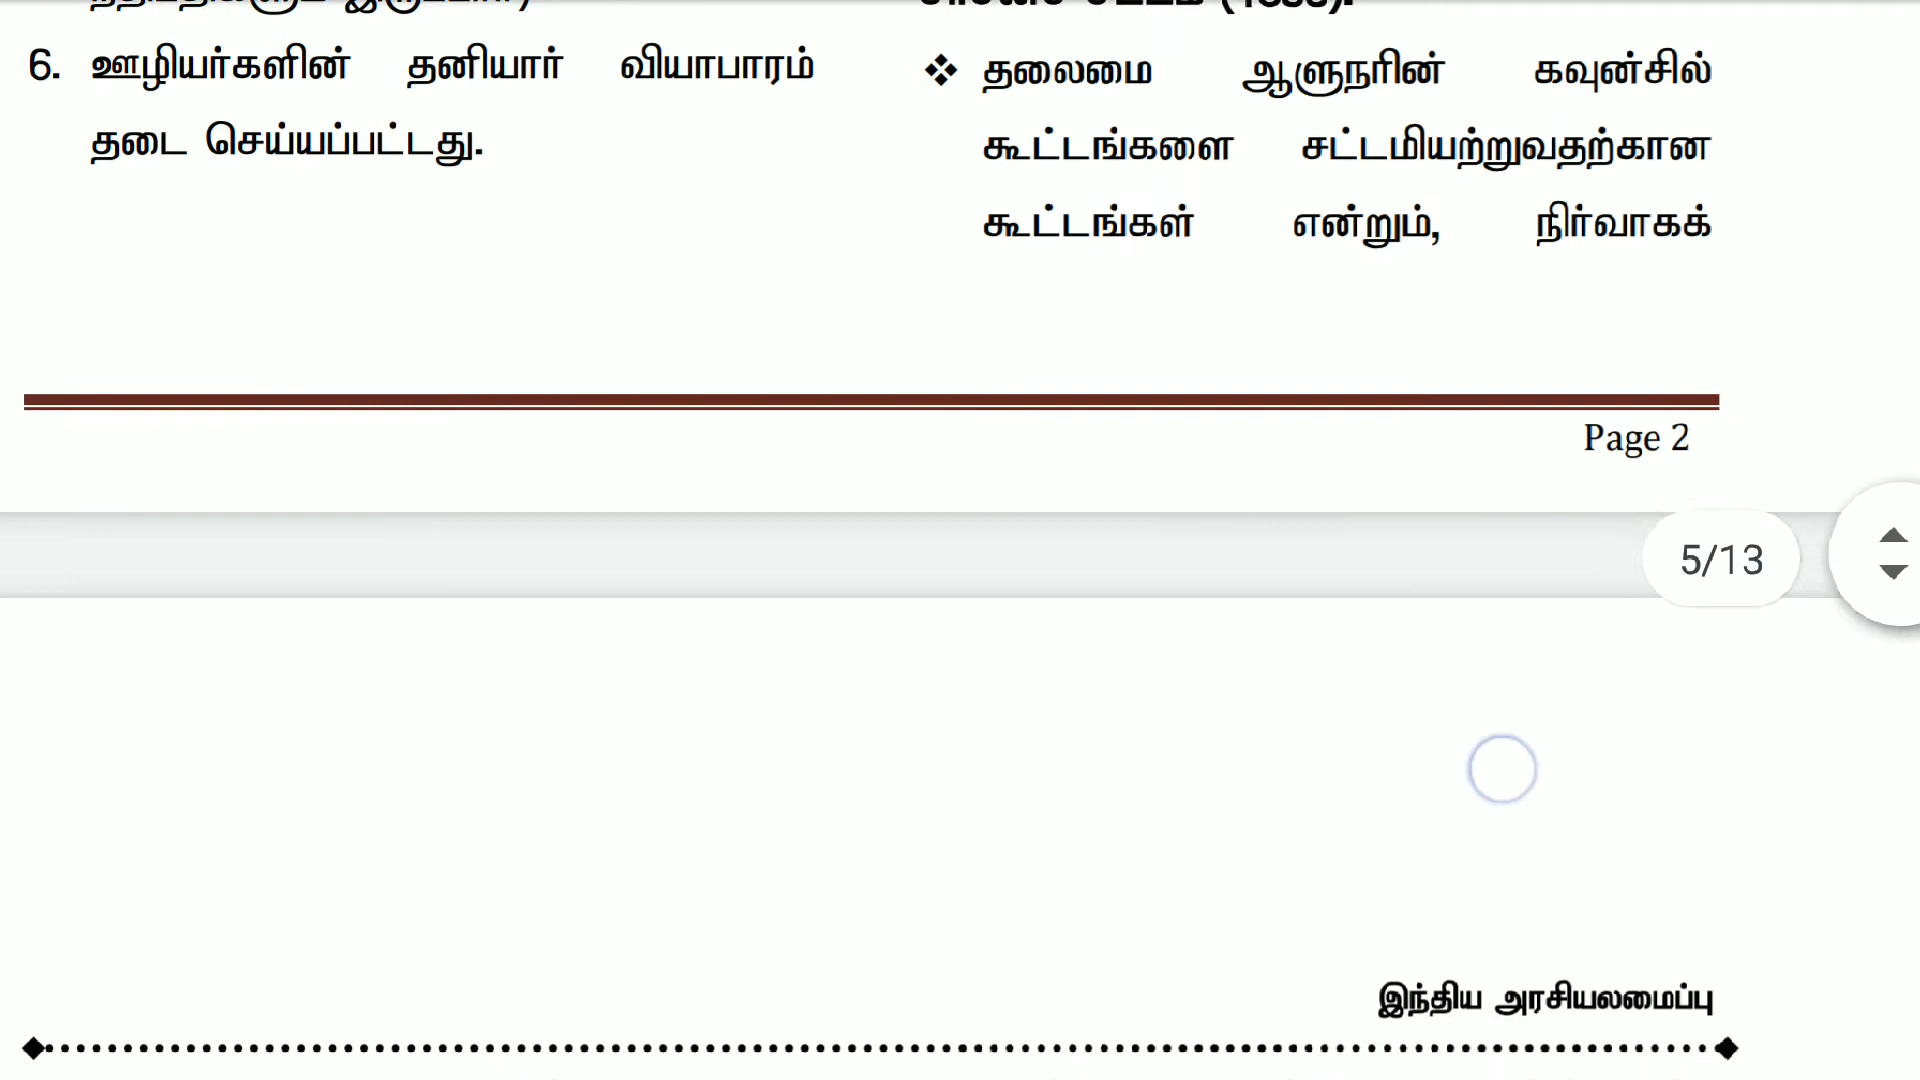 6. ஊழியர்களின் தனியார் வியாபாரம்
தடை செய்யப்பட்டது.
❖ தலைமை ஆளுநரின் கவுன்சில்
கூட்டங்களை சட்டமியற்றுவதற்கான
கூட்டங்கள் என்றும், நிர்வாகக்
Page 2
5/13
இந்திய அரசியலமைப்பு